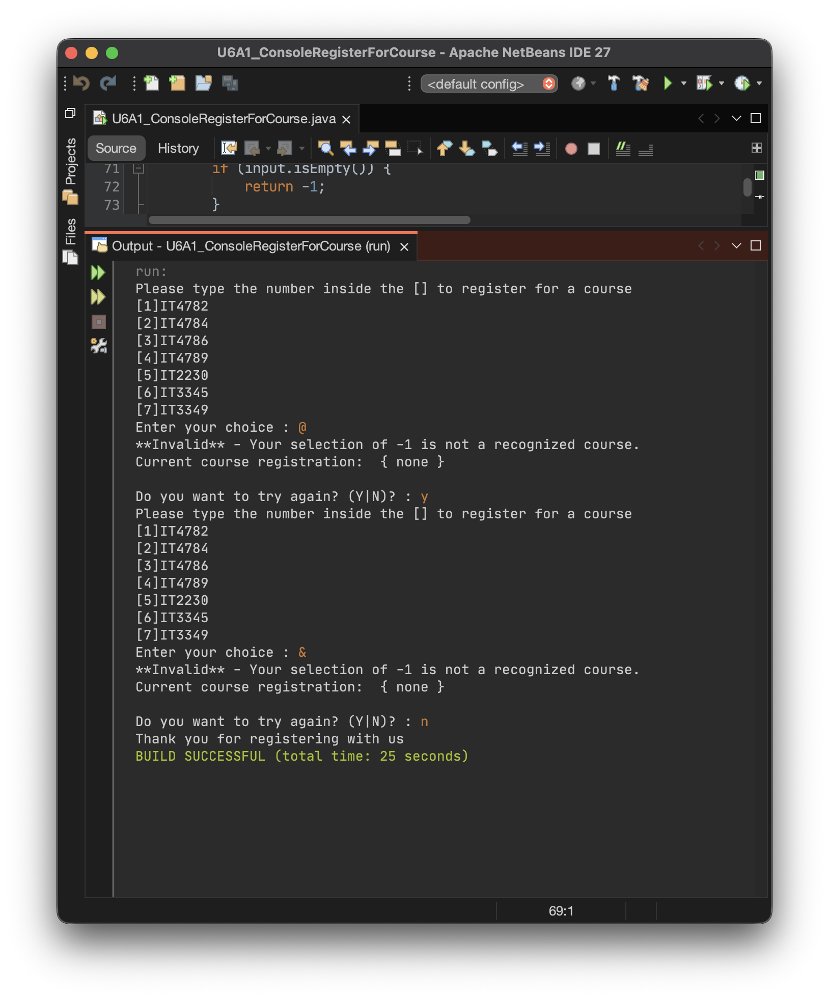 U6A1_ConsoleRegisterForCourse - Apache NetBeans IDE 27
<default config>
U6A1_ConsoleRegisterForCourse.java
Projects
Files
Source History
71 if (input.isEmpty()) {
72 return -1;
73 }
Output - U6A1_ConsoleRegisterForCourse (run)
run:
Please type the number inside the [] to register for a course
[1]IT4782
[2]IT4784
[3]IT4786
[4]IT4789
[5]IT2230
[6]IT3345
[7]IT3349
Enter your choice : @
**Invalid** - Your selection of -1 is not a recognized course.
Current course registration:  { none }
Do you want to try again? (Y|N)? : y
Please type the number inside the [] to register for a course
[1]IT4782
[2]IT4784
[3]IT4786
[4]IT4789
[5]IT2230
[6]IT3345
[7]IT3349
Enter your choice : &
**Invalid** - Your selection of -1 is not a recognized course.
Current course registration:  { none }
Do you want to try again? (Y|N)? : n
Thank you for registering with us
BUILD SUCCESSFUL (total time: 25 seconds)
69:1